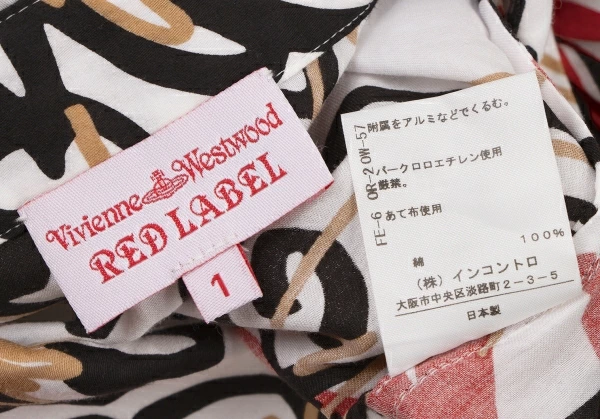 Vivienne Westwood
RED LABEL
1
附属をアルミなどでくるむ。
パークロロエチレン使用
厳禁。
あて布使用
FE-6 OR-20W-57
綿 100%
(株) インコントロ
大阪市中央区淡路町2-3-5
日本製